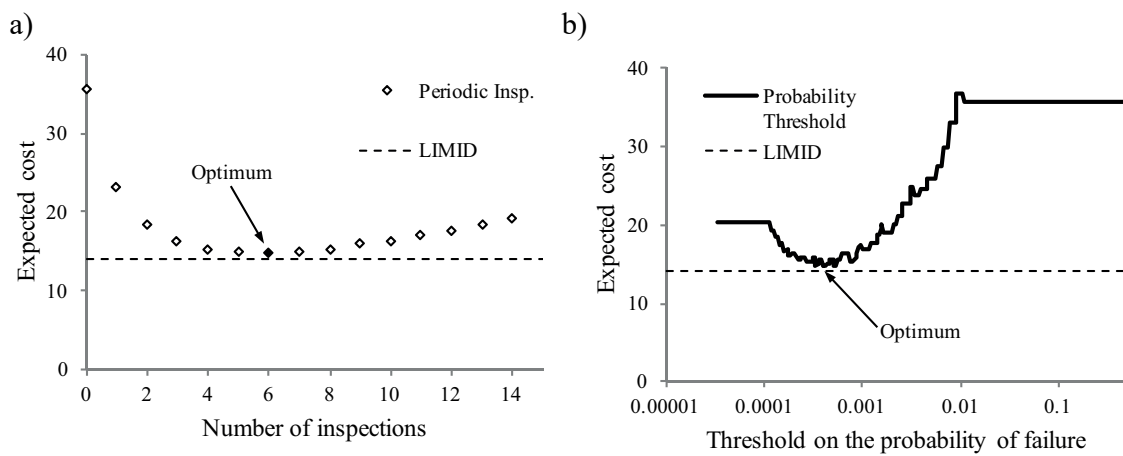 a)
40
30
20
10
0
Expected cost
Periodic Insp.
LIMID
Optimum
0 2 4 6 8 10 12 14
Number of inspections
b)
40
30
20
10
0
Expected cost
Probability
Threshold
LIMID
Optimum
0.00001 0.0001 0.001 0.01 0.1
Threshold on the probability of failure